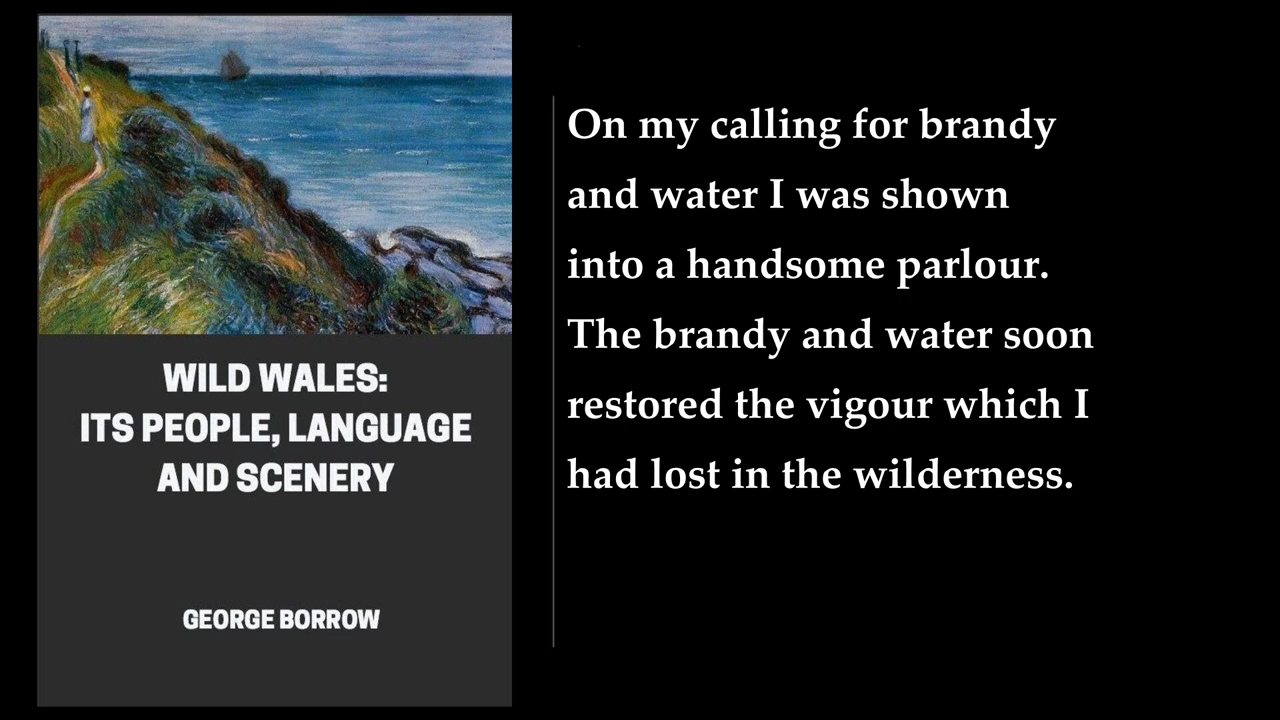 WILD WALES:
ITS PEOPLE, LANGUAGE
AND SCENERY
GEORGE BORROW
On my calling for brandy
and water I was shown
into a handsome parlour.
The brandy and water soon
restored the vigour which I
had lost in the wilderness.